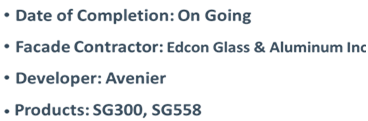 • Date of Completion: On Going
• Facade Contractor: Edcon Glass & Aluminum Inc
• Developer: Avenier
• Products: SG300, SG558